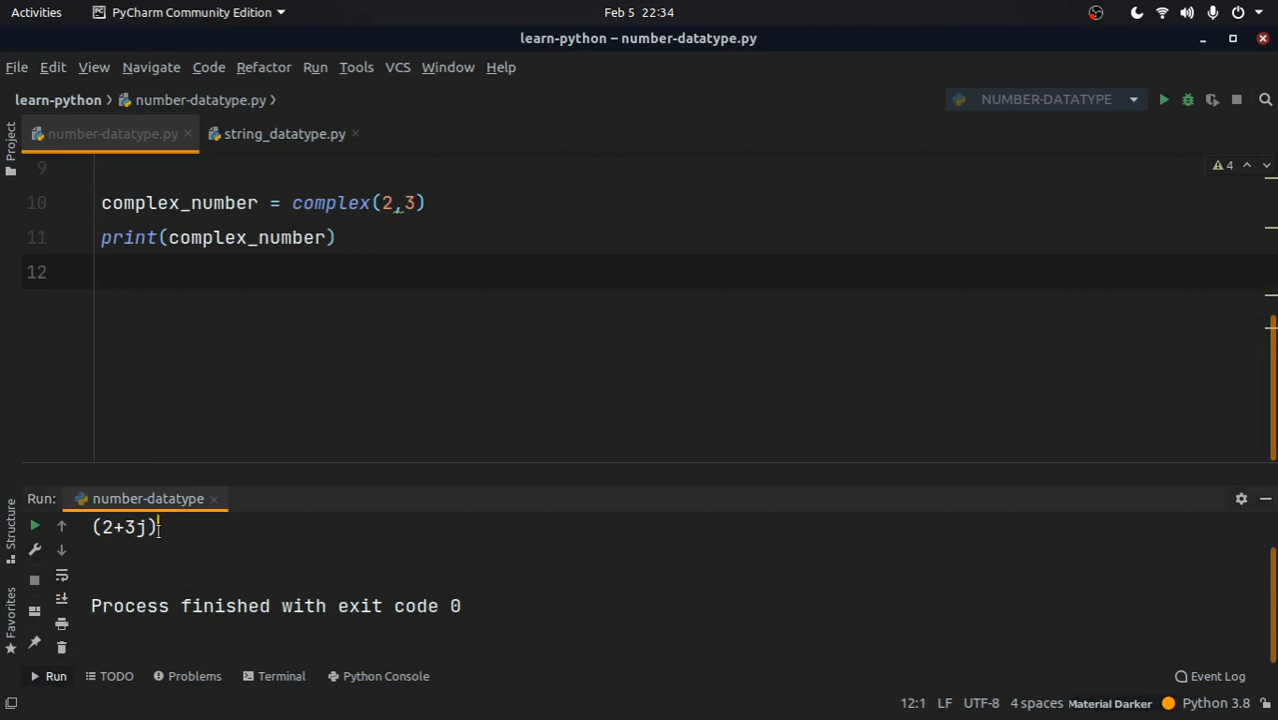 Activities PyCharm Community Edition Feb 5 22:34
learn-python – number-datatype.py
File Edit View Navigate Code Refactor Run Tools VCS Window Help
learn-python number-datatype.py NUMBER-DATATYPE
Project
number-datatype.py string_datatype.py
9
4
10 complex_number = complex(2,3)
11 print(complex_number)
12
Run: number-datatype
Structure
(2+3j)
Favorites
Process finished with exit code 0
Run TODO Problems Terminal Python Console Event Log
12:1 LF UTF-8 4 spaces Material Darker Python 3.8